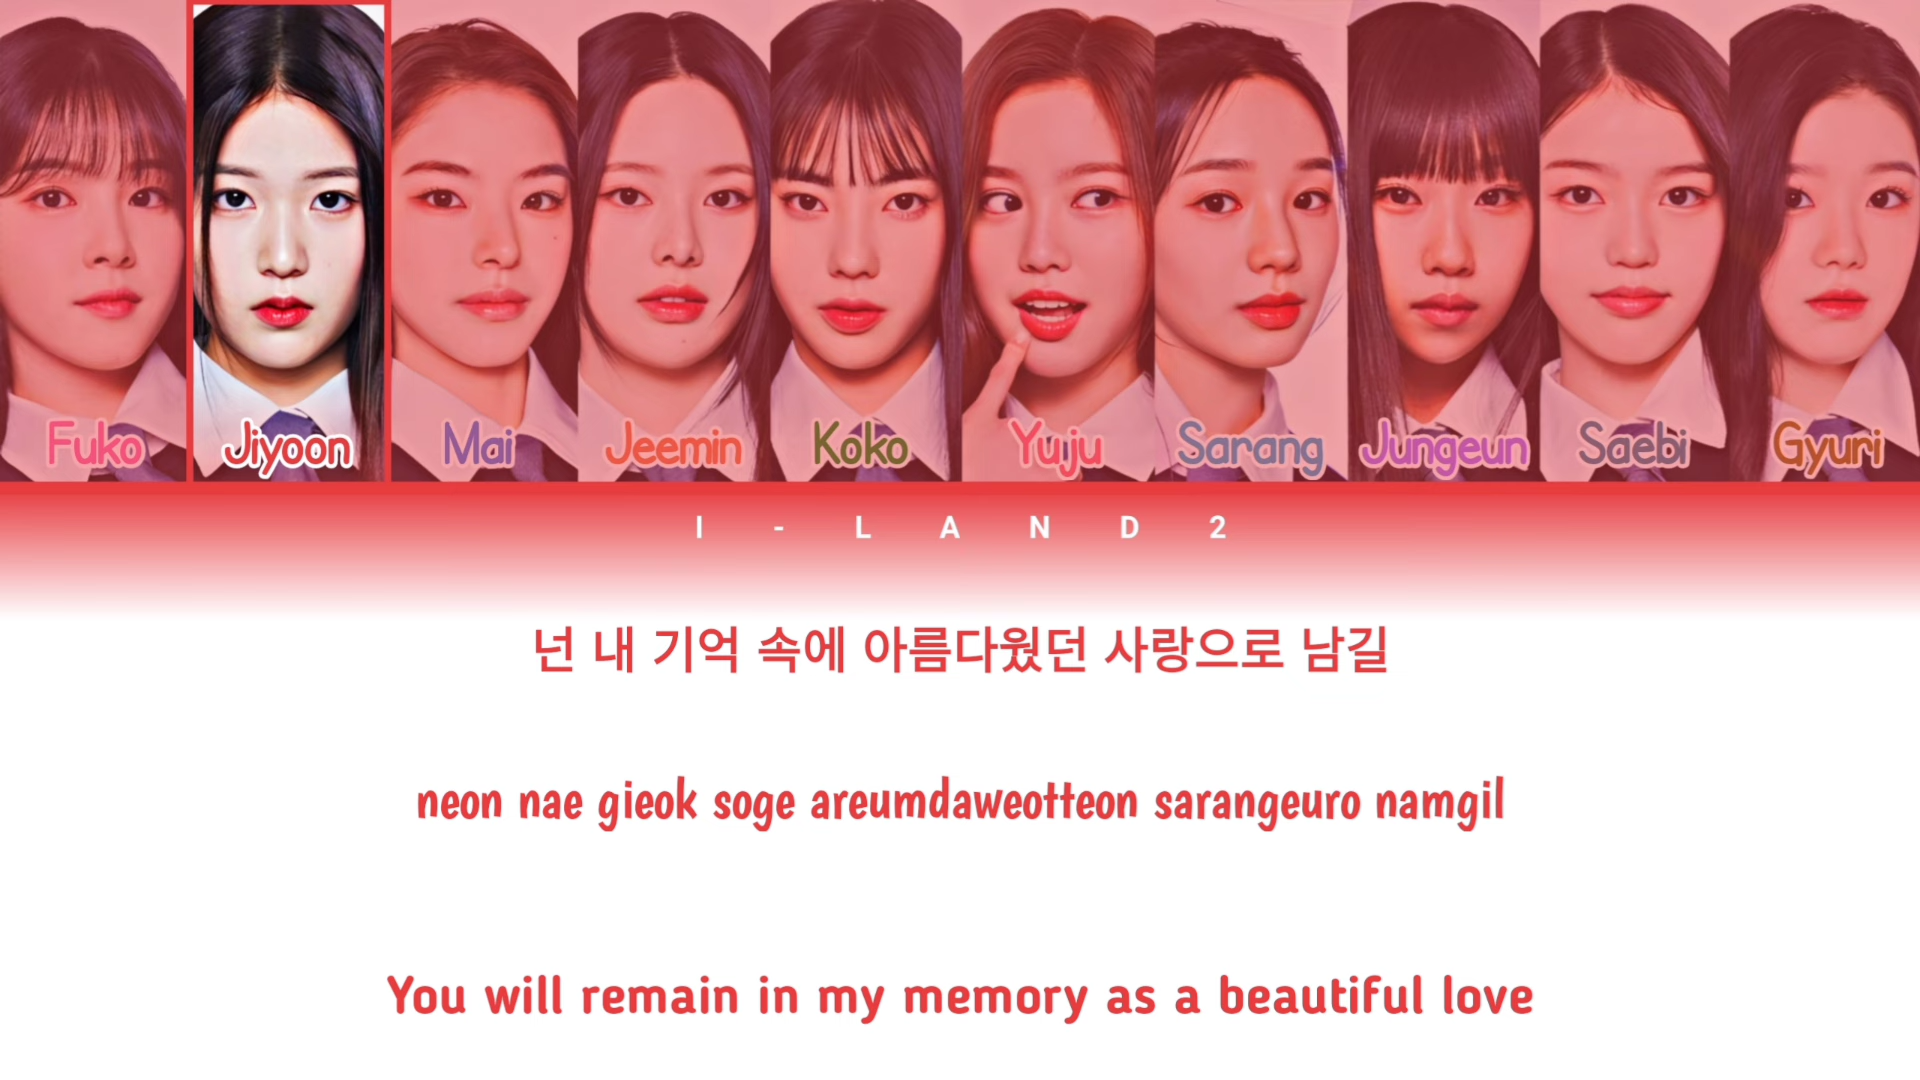 Fuko Jiyoon Mai Jeemin Koko Yuju Sarang Jungeun Saebi Gyuri
I - LAND2
넌 내 기억 속에 아름다웠던 사랑으로 남길
neon nae gieok soge areumdaweotteon sarangeuro namgil
You will remain in my memory as a beautiful love